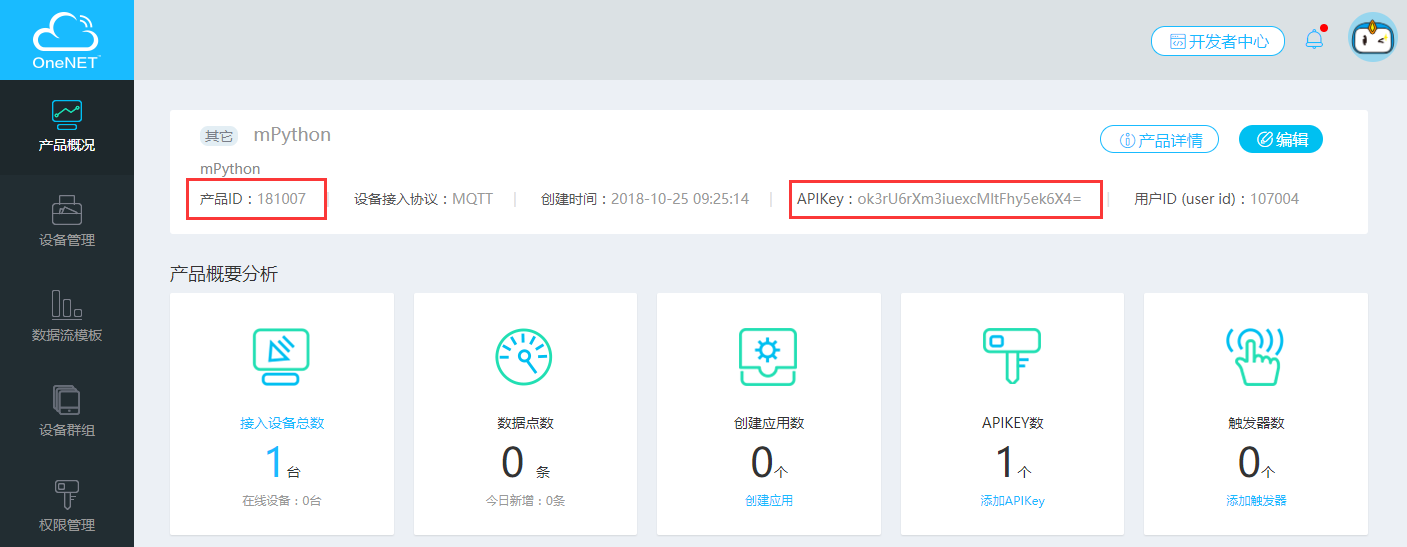 OneNET
开发者中心
产品概况
设备管理
数据流模板
设备群组
权限管理
其它 mPython
产品详情 编辑
mPython
产品ID：181007 设备接入协议：MQTT 创建时间：2018-10-25 09:25:14 APIKey：ok3rU6rXm3iuexcMltFhy5ek6X4= 用户ID (user id)：107004
产品概要分析
接入设备总数
1 台
在线设备：0台
数据点数
0 条
今日新增：0条
创建应用数
0个
创建应用
APIKEY数
1个
添加APIKey
触发器数
0个
添加触发器